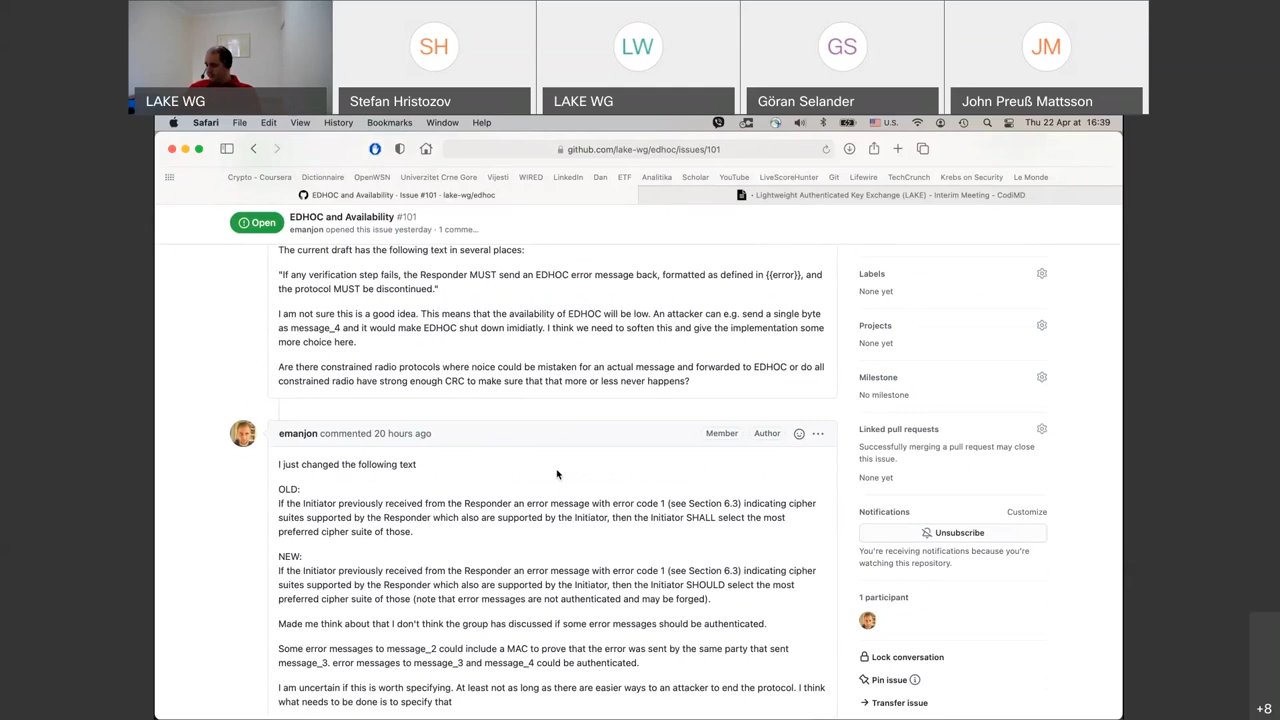 SH
LW
GS
JM
LAKE WG
Stefan Hristozov
LAKE WG
Göran Selander
John Preuß Mattsson
Safari File Edit View History Bookmarks Window Help
U.S.
Thu 22 Apr at 16:39
github.com/lake-wg/edhoc/issues/101
Crypto - Coursera Dictionnaire OpenWSN Univerzitet Crne Gore Vijesti WIRED LinkedIn Dan ETF Analitika Scholar YouTube LiveScoreHunter Git Lifewire TechCrunch Krebs on Security Le Monde
EDHOC and Availability · Issue #101 · lake-wg/edhoc
· Lightweight Authenticated Key Exchange (LAKE) - Interim Meeting - CodiMD
Open
EDHOC and Availability #101
emanjon opened this issue yesterday · 1 comme...
The current draft has the following text in several places:
"If any verification step fails, the Responder MUST send an EDHOC error message back, formatted as defined in {{error}}, and
the protocol MUST be discontinued."
I am not sure this is a good idea. This means that the availability of EDHOC will be low. An attacker can e.g. send a single byte
as message_4 and it would make EDHOC shut down imidiatly. I think we need to soften this and give the implementation some
more choice here.
Are there constrained radio protocols where noice could be mistaken for an actual message and forwarded to EDHOC or do all
constrained radio have strong enough CRC to make sure that that more or less never happens?
emanjon commented 20 hours ago
Member
Author
I just changed the following text
OLD:
If the Initiator previously received from the Responder an error message with error code 1 (see Section 6.3) indicating cipher
suites supported by the Responder which also are supported by the Initiator, then the Initiator SHALL select the most
preferred cipher suite of those.
NEW:
If the Initiator previously received from the Responder an error message with error code 1 (see Section 6.3) indicating cipher
suites supported by the Responder which also are supported by the Initiator, then the Initiator SHOULD select the most
preferred cipher suite of those (note that error messages are not authenticated and may be forged).
Made me think about that I don't think the group has discussed if some error messages should be authenticated.
Some error messages to message_2 could include a MAC to prove that the error was sent by the same party that sent
message_3. error messages to message_3 and message_4 could be authenticated.
I am uncertain if this is worth specifying. At least not as long as there are easier ways to an attacker to end the protocol. I think
what needs to be done is to specify that
Labels
None yet
Projects
None yet
Milestone
No milestone
Linked pull requests
Successfully merging a pull request may close
this issue.
None yet
Notifications
Customize
Unsubscribe
You're receiving notifications because you're
watching this repository.
1 participant
Lock conversation
Pin issue
Transfer issue
+8